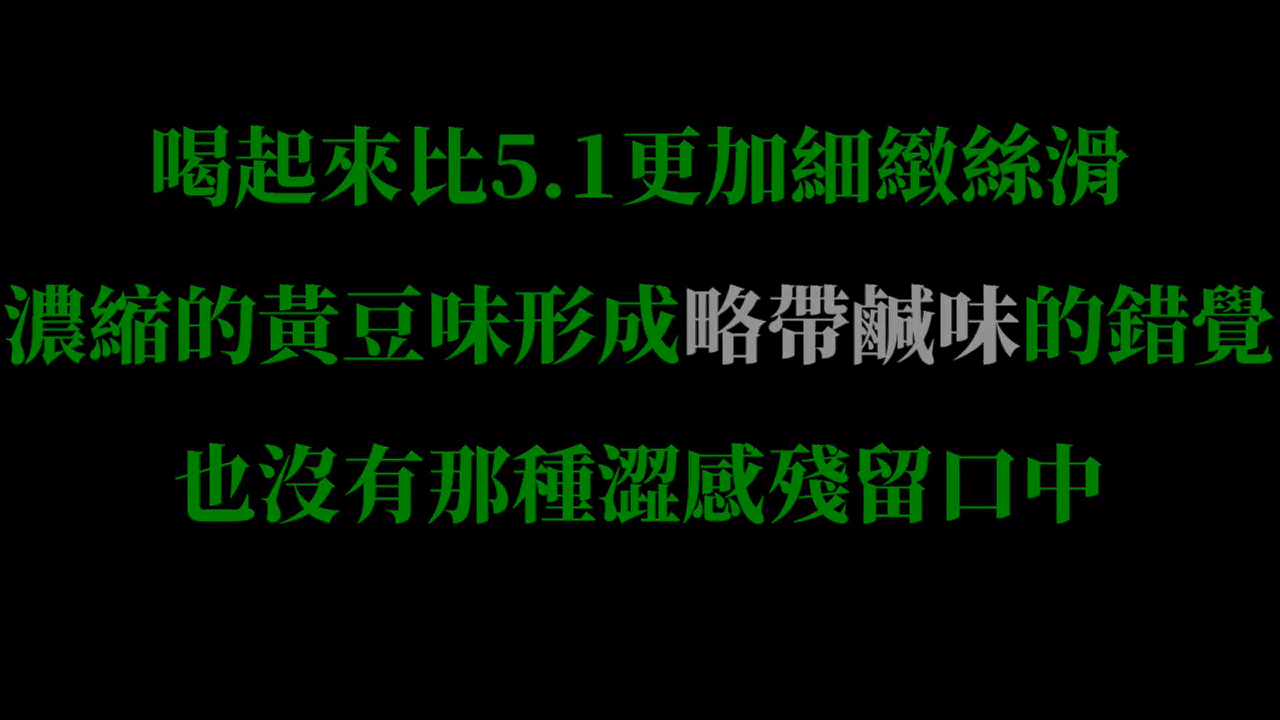 喝起來比5.1更加細緻絲滑
濃縮的黃豆味形成略帶鹹味的錯覺
也沒有那種澀感殘留口中